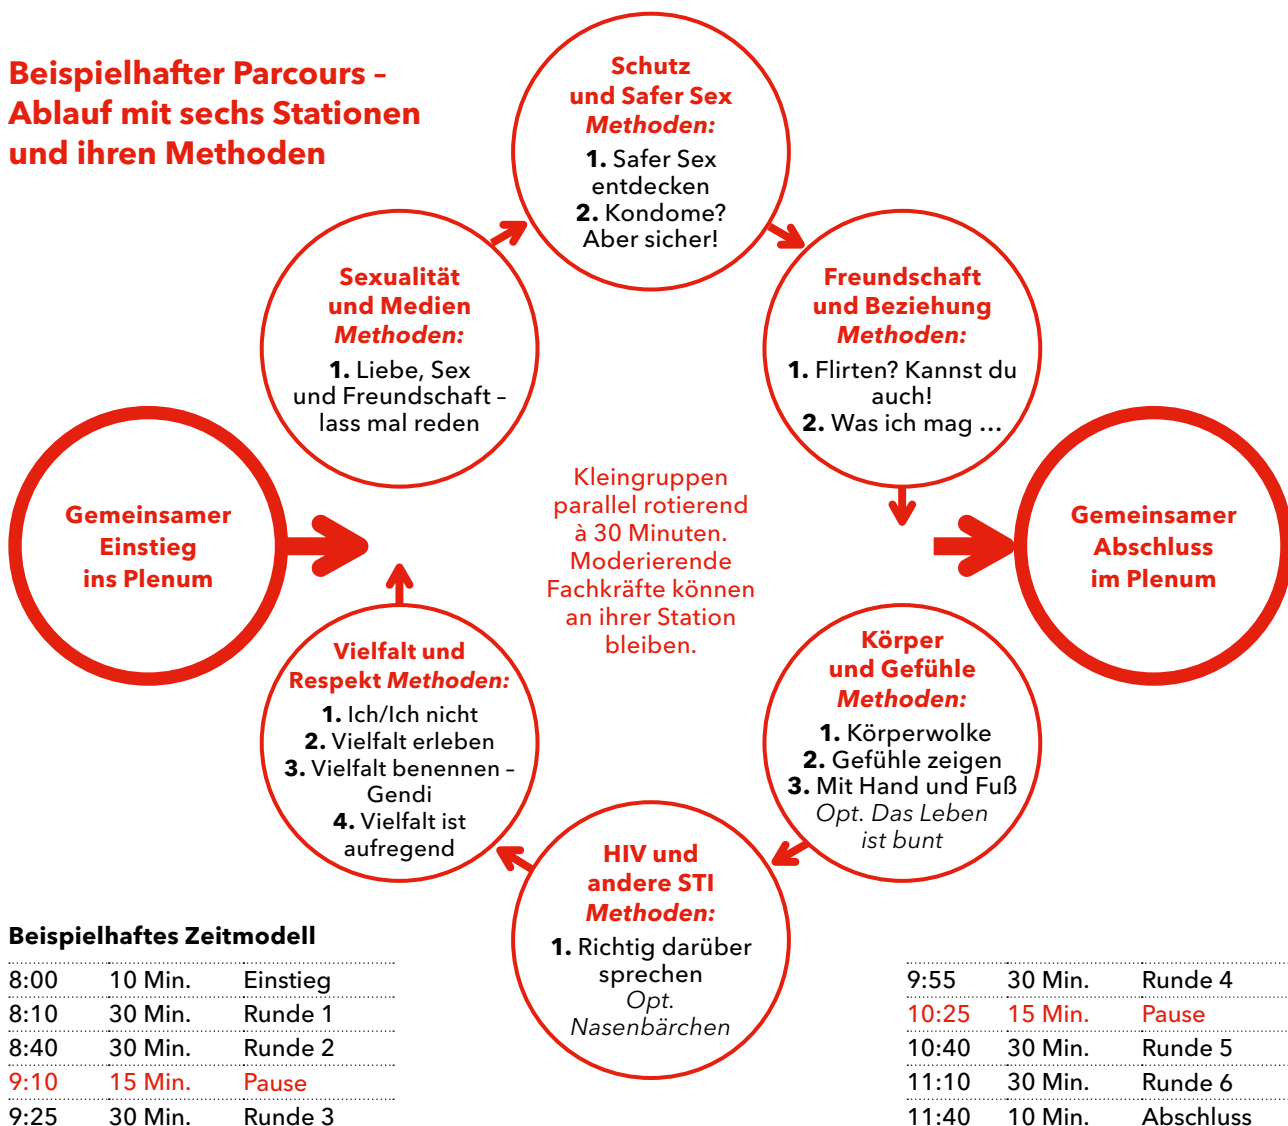 Beispielhafter Parcours –
Ablauf mit sechs Stationen
und ihren Methoden
Schutz
und Safer Sex
Methoden:
1. Safer Sex
entdecken
2. Kondome?
Aber sicher!
Sexualität
und Medien
Methoden:
1. Liebe, Sex
und Freundschaft –
lass mal reden
Freundschaft
und Beziehung
Methoden:
1. Flirten? Kannst du
auch!
2. Was ich mag …
Gemeinsamer
Einstieg
ins Plenum
Kleingruppen
parallel rotierend
à 30 Minuten.
Moderierende
Fachkräfte können
an ihrer Station
bleiben.
Gemeinsamer
Abschluss
im Plenum
Vielfalt und
Respekt Methoden:
1. Ich/Ich nicht
2. Vielfalt erleben
3. Vielfalt benennen –
Gendi
4. Vielfalt ist
aufregend
Körper
und Gefühle
Methoden:
1. Körperwolke
2. Gefühle zeigen
3. Mit Hand und Fuß
Opt. Das Leben
ist bunt
HIV und
andere STI
Methoden:
1. Richtig darüber
sprechen
Opt.
Nasenbärchen
Beispielhaftes Zeitmodell
8:00 10 Min. Einstieg
8:10 30 Min. Runde 1
8:40 30 Min. Runde 2
9:10 15 Min. Pause
9:25 30 Min. Runde 3
9:55 30 Min. Runde 4
10:25 15 Min. Pause
10:40 30 Min. Runde 5
11:10 30 Min. Runde 6
11:40 10 Min. Abschluss